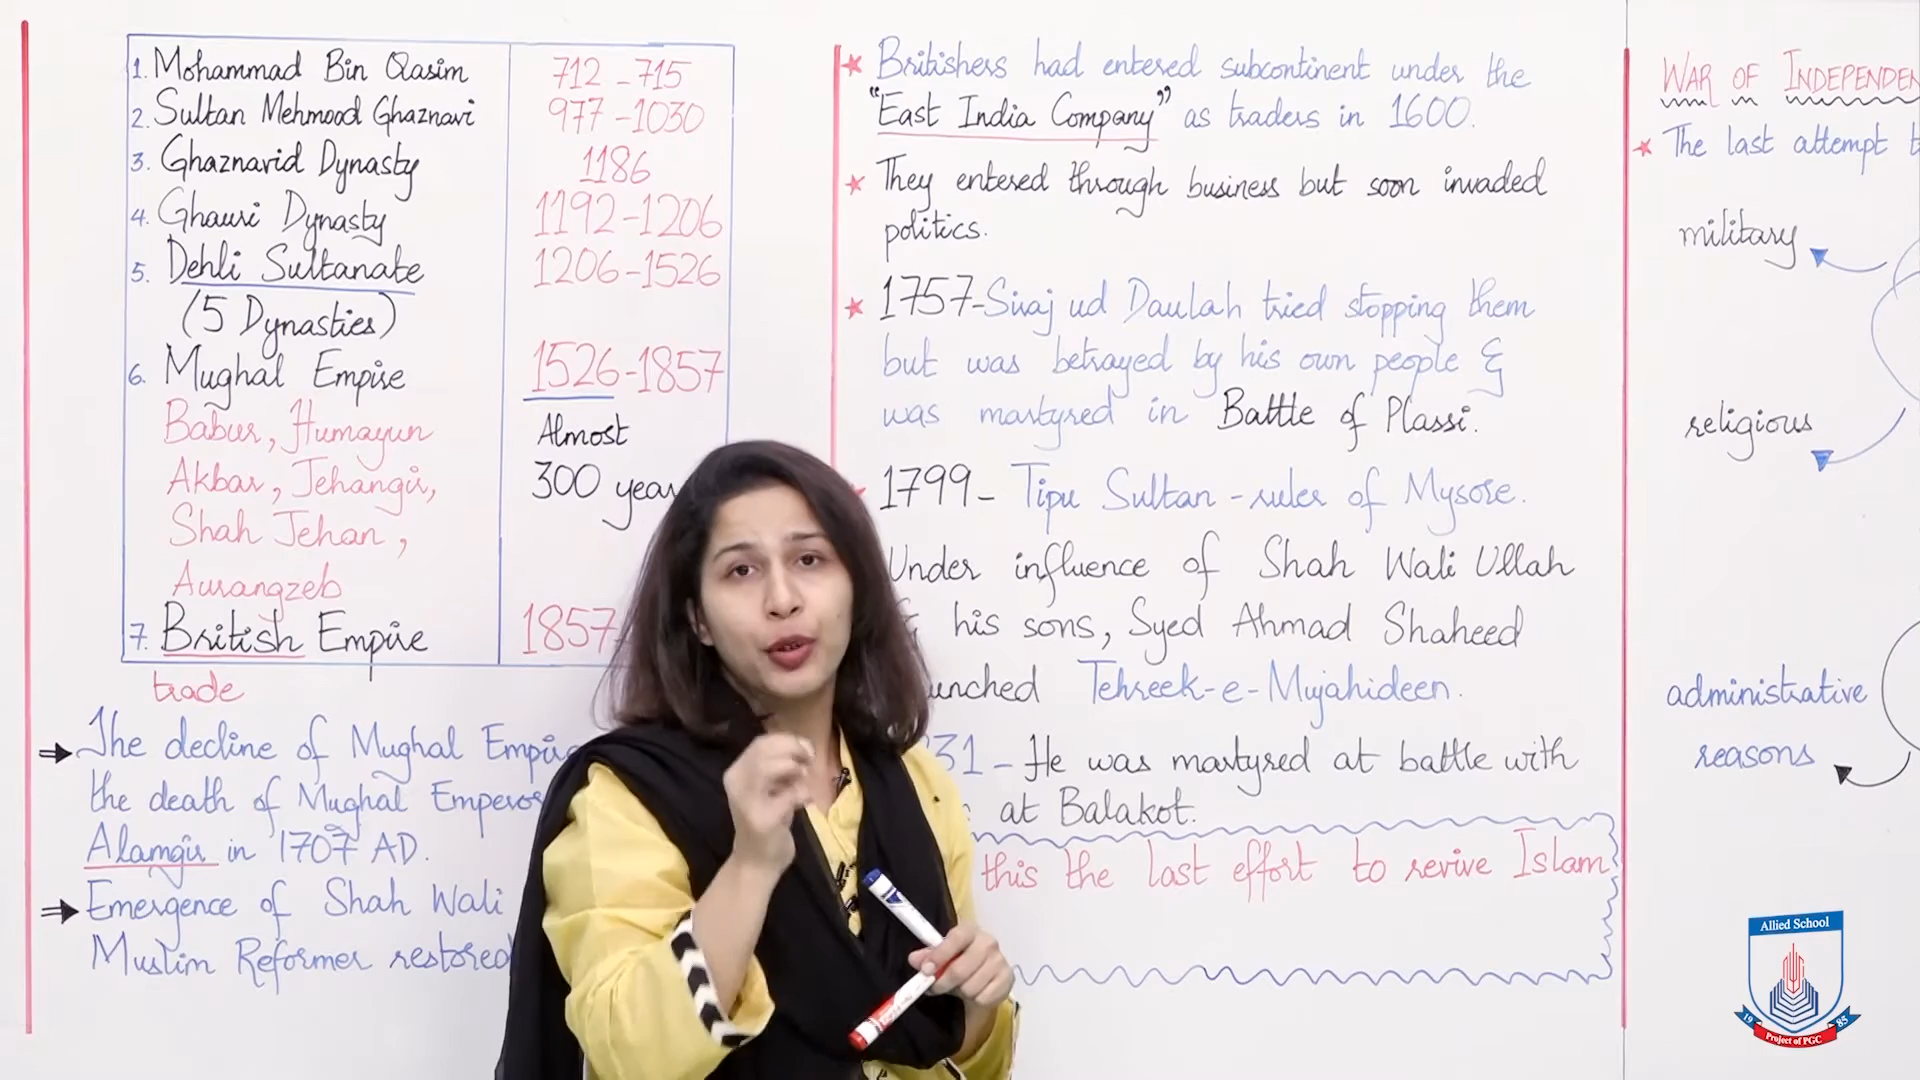 1. Mohammad Bin Qasim 712 - 715
2. Sultan Mehmood Ghaznavi 977 - 1030
3. Ghaznavid Dynasty 1186
4. Ghauri Dynasty 1192 - 1206
5. Dehli Sultanate 1206 - 1526
(5 Dynasties)
6. Mughal Empire 1526 - 1857
Babur, Humayun Almost
Akbar, Jehangir, 300 year
Shah Jehan,
Aurangzeb
7. British Empire 1857
trade
The decline of Mughal Empire
the death of Mughal Emperor
Alamgir in 1707 AD.
Emergence of Shah Wali
Muslim Reformer restored
Britishers had entered subcontinent under the
"East India Company" as traders in 1600.
They entered through business but soon invaded
politics.
1757 - Siraj ud Daulah tried stopping them
but was betrayed by his own people &
was martyred in Battle of Plassi.
1799 - Tipu Sultan - ruler of Mysore.
Under influence of Shah Wali Ullah
his sons, Syed Ahmad Shaheed
Tehreek-e-Mujahideen.
31 - He was martyred at battle with
at Balakot.
this the last effort to revive Islam
WAR OF INDEPENDEN
The last attempt t
military
religious
administrative
reasons
Allied School
19 85
Project of PGC